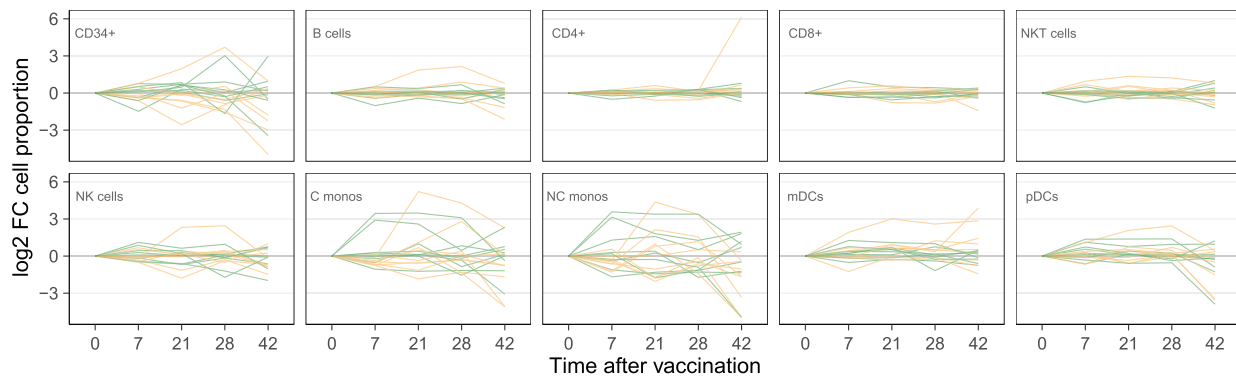 log2 FC cell proportion
6
3
0
−3
CD34+
B cells
CD4+
CD8+
NKT cells
6
3
0
−3
NK cells
C monos
NC monos
mDCs
pDCs
0 7 21 28 42 0 7 21 28 42 0 7 21 28 42 0 7 21 28 42 0 7 21 28 42
Time after vaccination